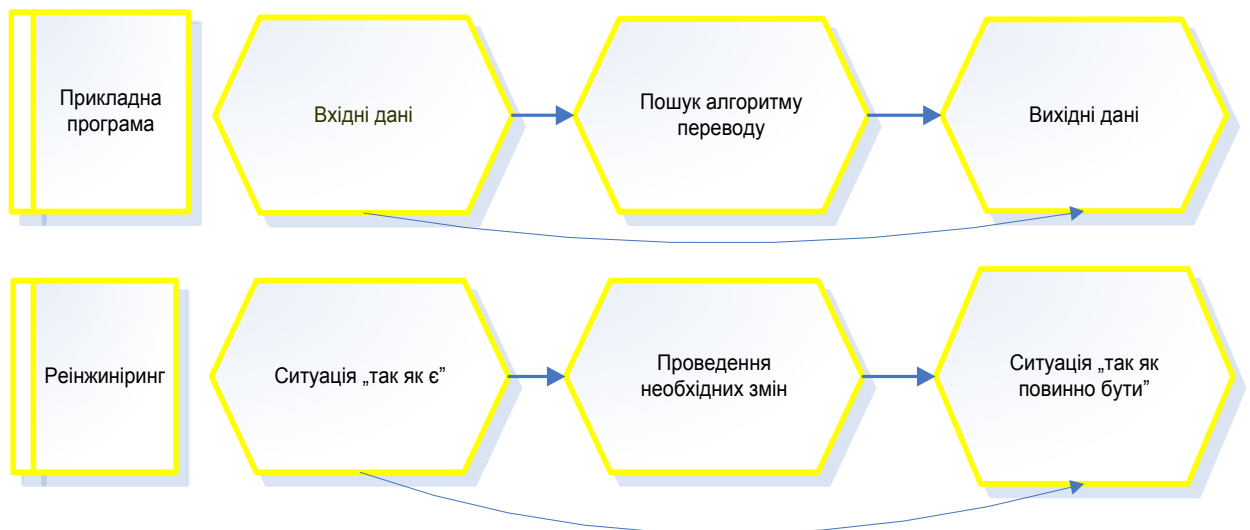 Прикладна
програма
Вхідні дані
Пошук алгоритму
переводу
Вихідні дані
Реінжиніринг
Ситуація „так як є”
Проведення
необхідних змін
Ситуація „так як
повинно бути”